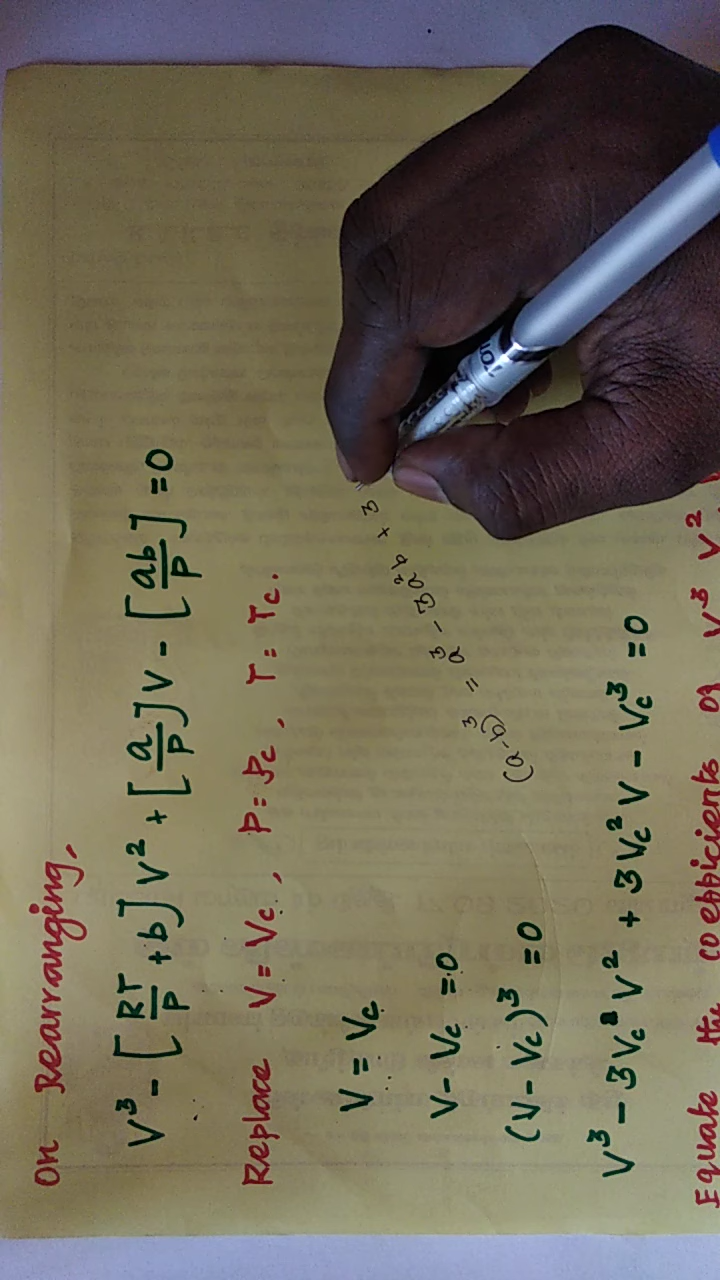 On Rearranging,
V³ - [RT/P + b] V² + [a/P] V - [ab/P] = 0
Replace V = Vc, P = Pc, T = Tc.
V = Vc
V - Vc = 0
(V - Vc)³ = 0
(a-b)³ = a³ - 3a²b + 3
V³ - 3Vc V² + 3Vc² V - Vc³ = 0
Equate the coefficients of V³ V²